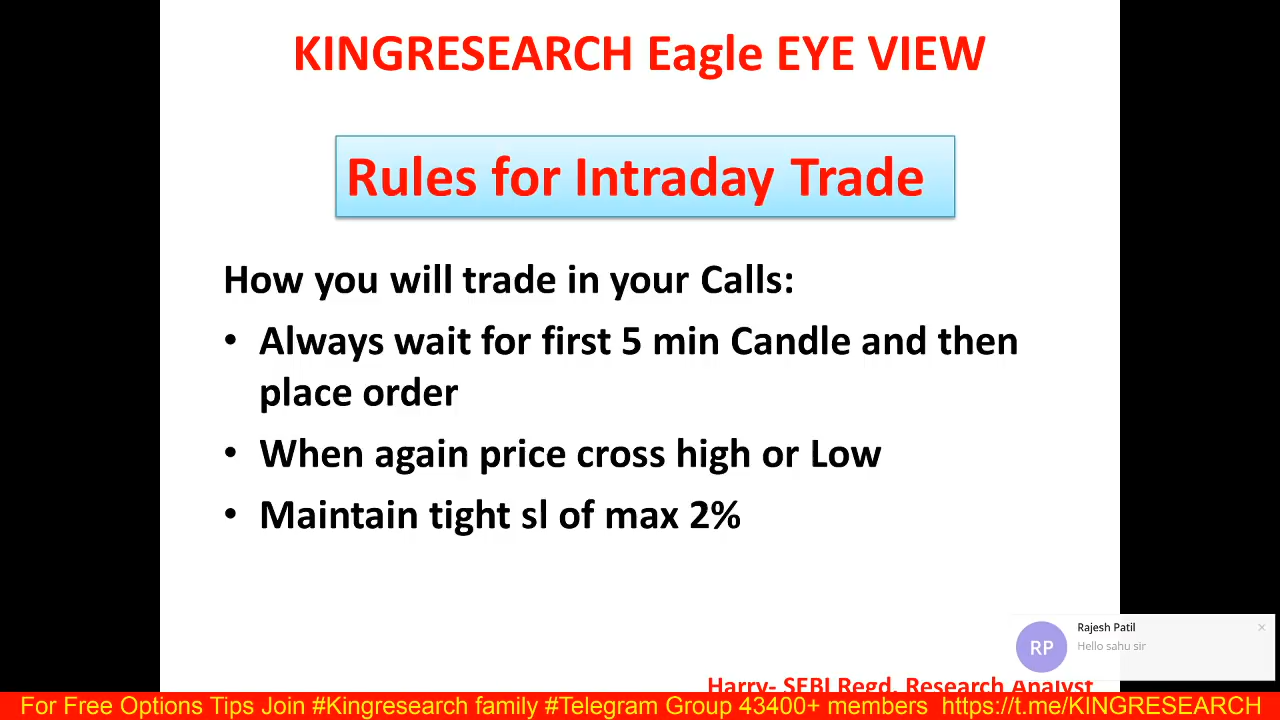 KINGRESEARCH Eagle EYE VIEW
Rules for Intraday Trade
How you will trade in your Calls:
• Always wait for first 5 min Candle and then
place order
• When again price cross high or Low
• Maintain tight sl of max 2%
Rajesh Patil
×
RP
Hello sahu sir
Harry- SEBI Regd. Research Analyst
For Free Options Tips Join #Kingresearch family #Telegram Group 43400+ members https://t.me/KINGRESEARCH